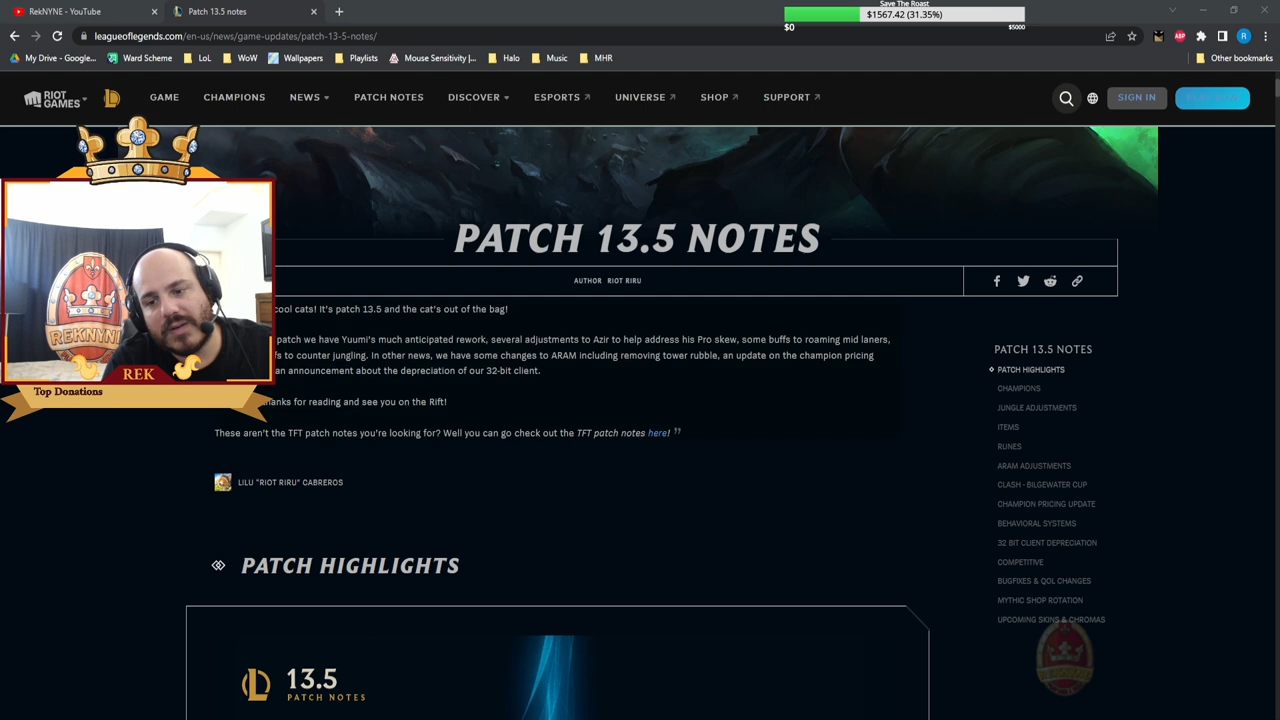 RekNYNE - YouTube
Patch 13.5 notes
Save The Roast
$1567.42 (31.35%)
$0
$5000
leagueoflegends.com/en-us/news/game-updates/patch-13-5-notes/
ABP
R
My Drive - Google...
Ward Scheme
LoL
WoW
Wallpapers
Playlists
Mouse Sensitivity |...
Halo
Music
MHR
Other bookmarks
RIOT GAMES
GAME
CHAMPIONS
NEWS
PATCH NOTES
DISCOVER
ESPORTS
UNIVERSE
SHOP
SUPPORT
SIGN IN
PATCH 13.5 NOTES
AUTHOR RIOT RIRU
cool cats! It's patch 13.5 and the cat's out of the bag!
patch we have Yuumi's much anticipated rework, several adjustments to Azir to help address his Pro skew, some buffs to roaming mid laners,
s to counter jungling. In other news, we have some changes to ARAM including removing tower rubble, an update on the champion pricing
an announcement about the depreciation of our 32-bit client.
anks for reading and see you on the Rift!
These aren't the TFT patch notes you're looking for? Well you can go check out the TFT patch notes here! ”
LILU "RIOT RIRU" CABREROS
REKNYNE
REK
Top Donations
PATCH 13.5 NOTES
PATCH HIGHLIGHTS
CHAMPIONS
JUNGLE ADJUSTMENTS
ITEMS
RUNES
ARAM ADJUSTMENTS
CLASH - BILGEWATER CUP
CHAMPION PRICING UPDATE
BEHAVIORAL SYSTEMS
32 BIT CLIENT DEPRECIATION
COMPETITIVE
BUGFIXES & QOL CHANGES
MYTHIC SHOP ROTATION
UPCOMING SKINS & CHROMAS
PATCH HIGHLIGHTS
13.5
PATCH NOTES